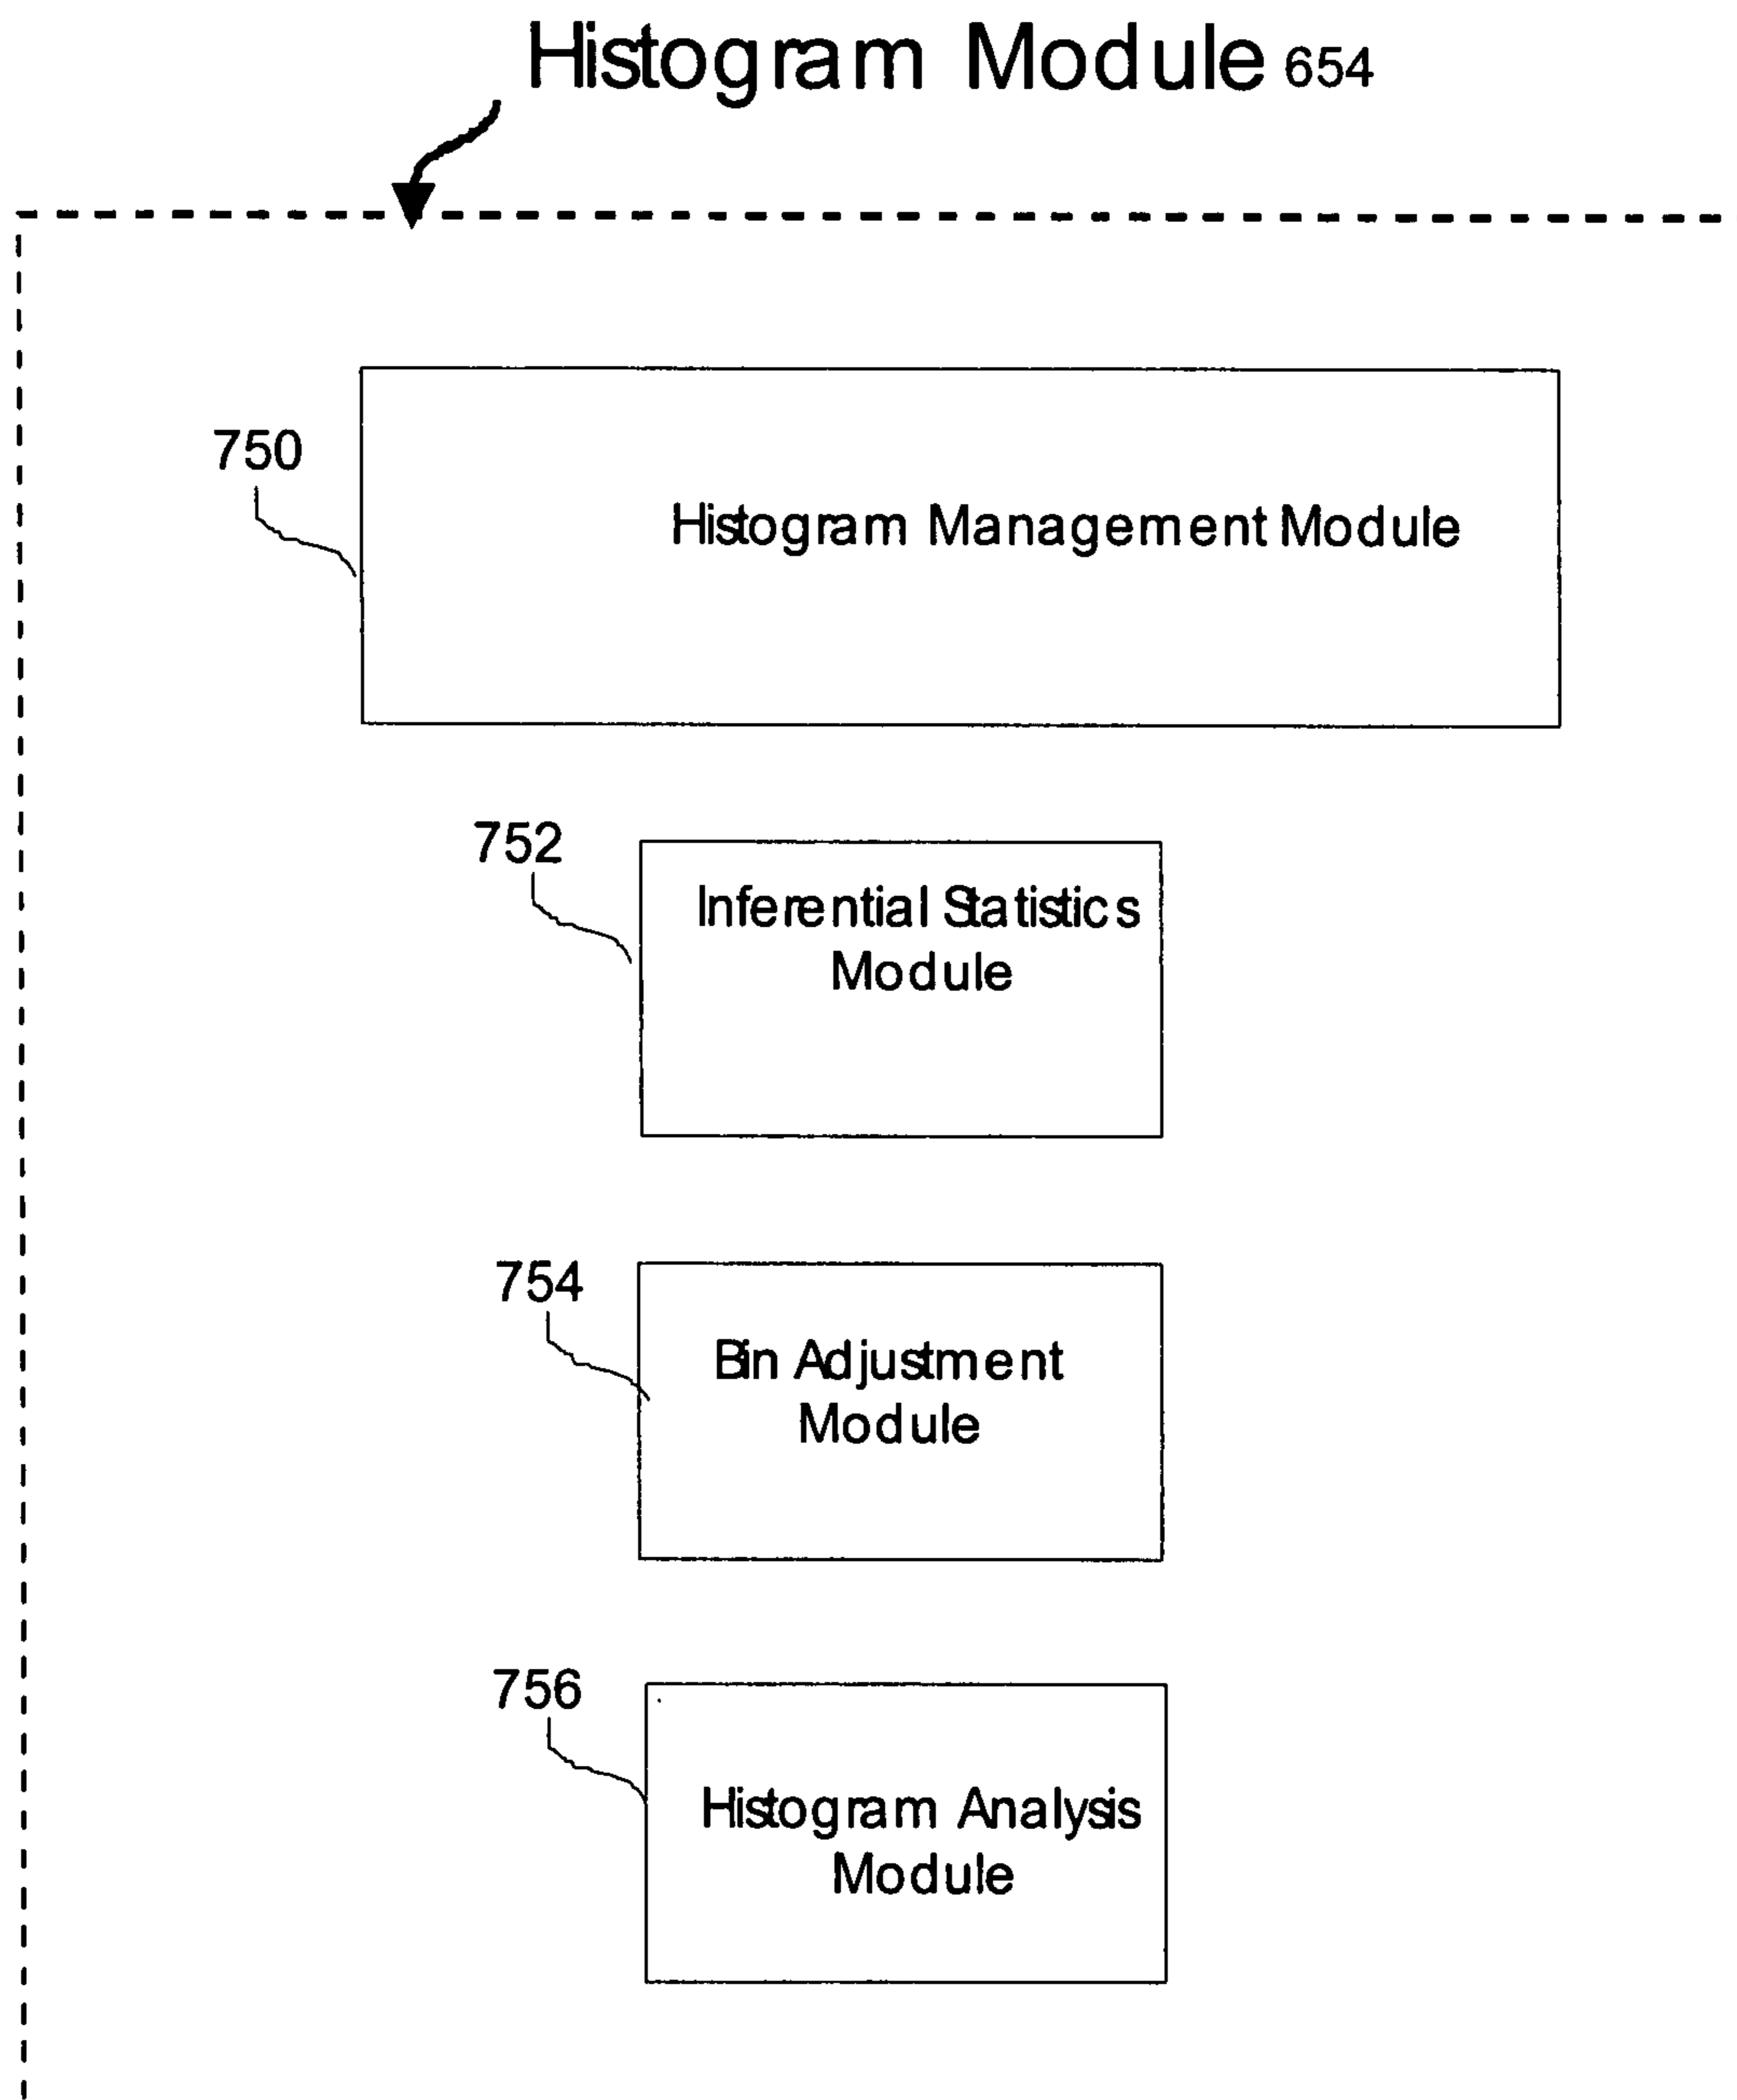 Histogram Module 654
750
Histogram Management Module
752
Inferential Statistics
Module
754
Bin Adjustment
Module
756
Histogram Analysis
Module